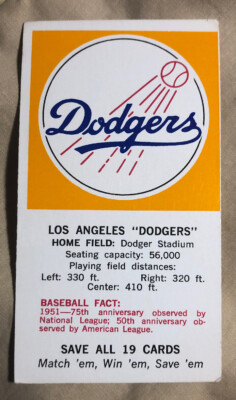 Dodgers
LOS ANGELES "DODGERS"
HOME FIELD: Dodger Stadium
Seating capacity: 56,000
Playing field distances:
Left: 330 ft. Right: 320 ft.
Center: 410 ft.
BASEBALL FACT:
1951—75th anniversary observed by
National League; 50th anniversary ob-
served by American League.
SAVE ALL 19 CARDS
Match 'em, Win 'em, Save 'em